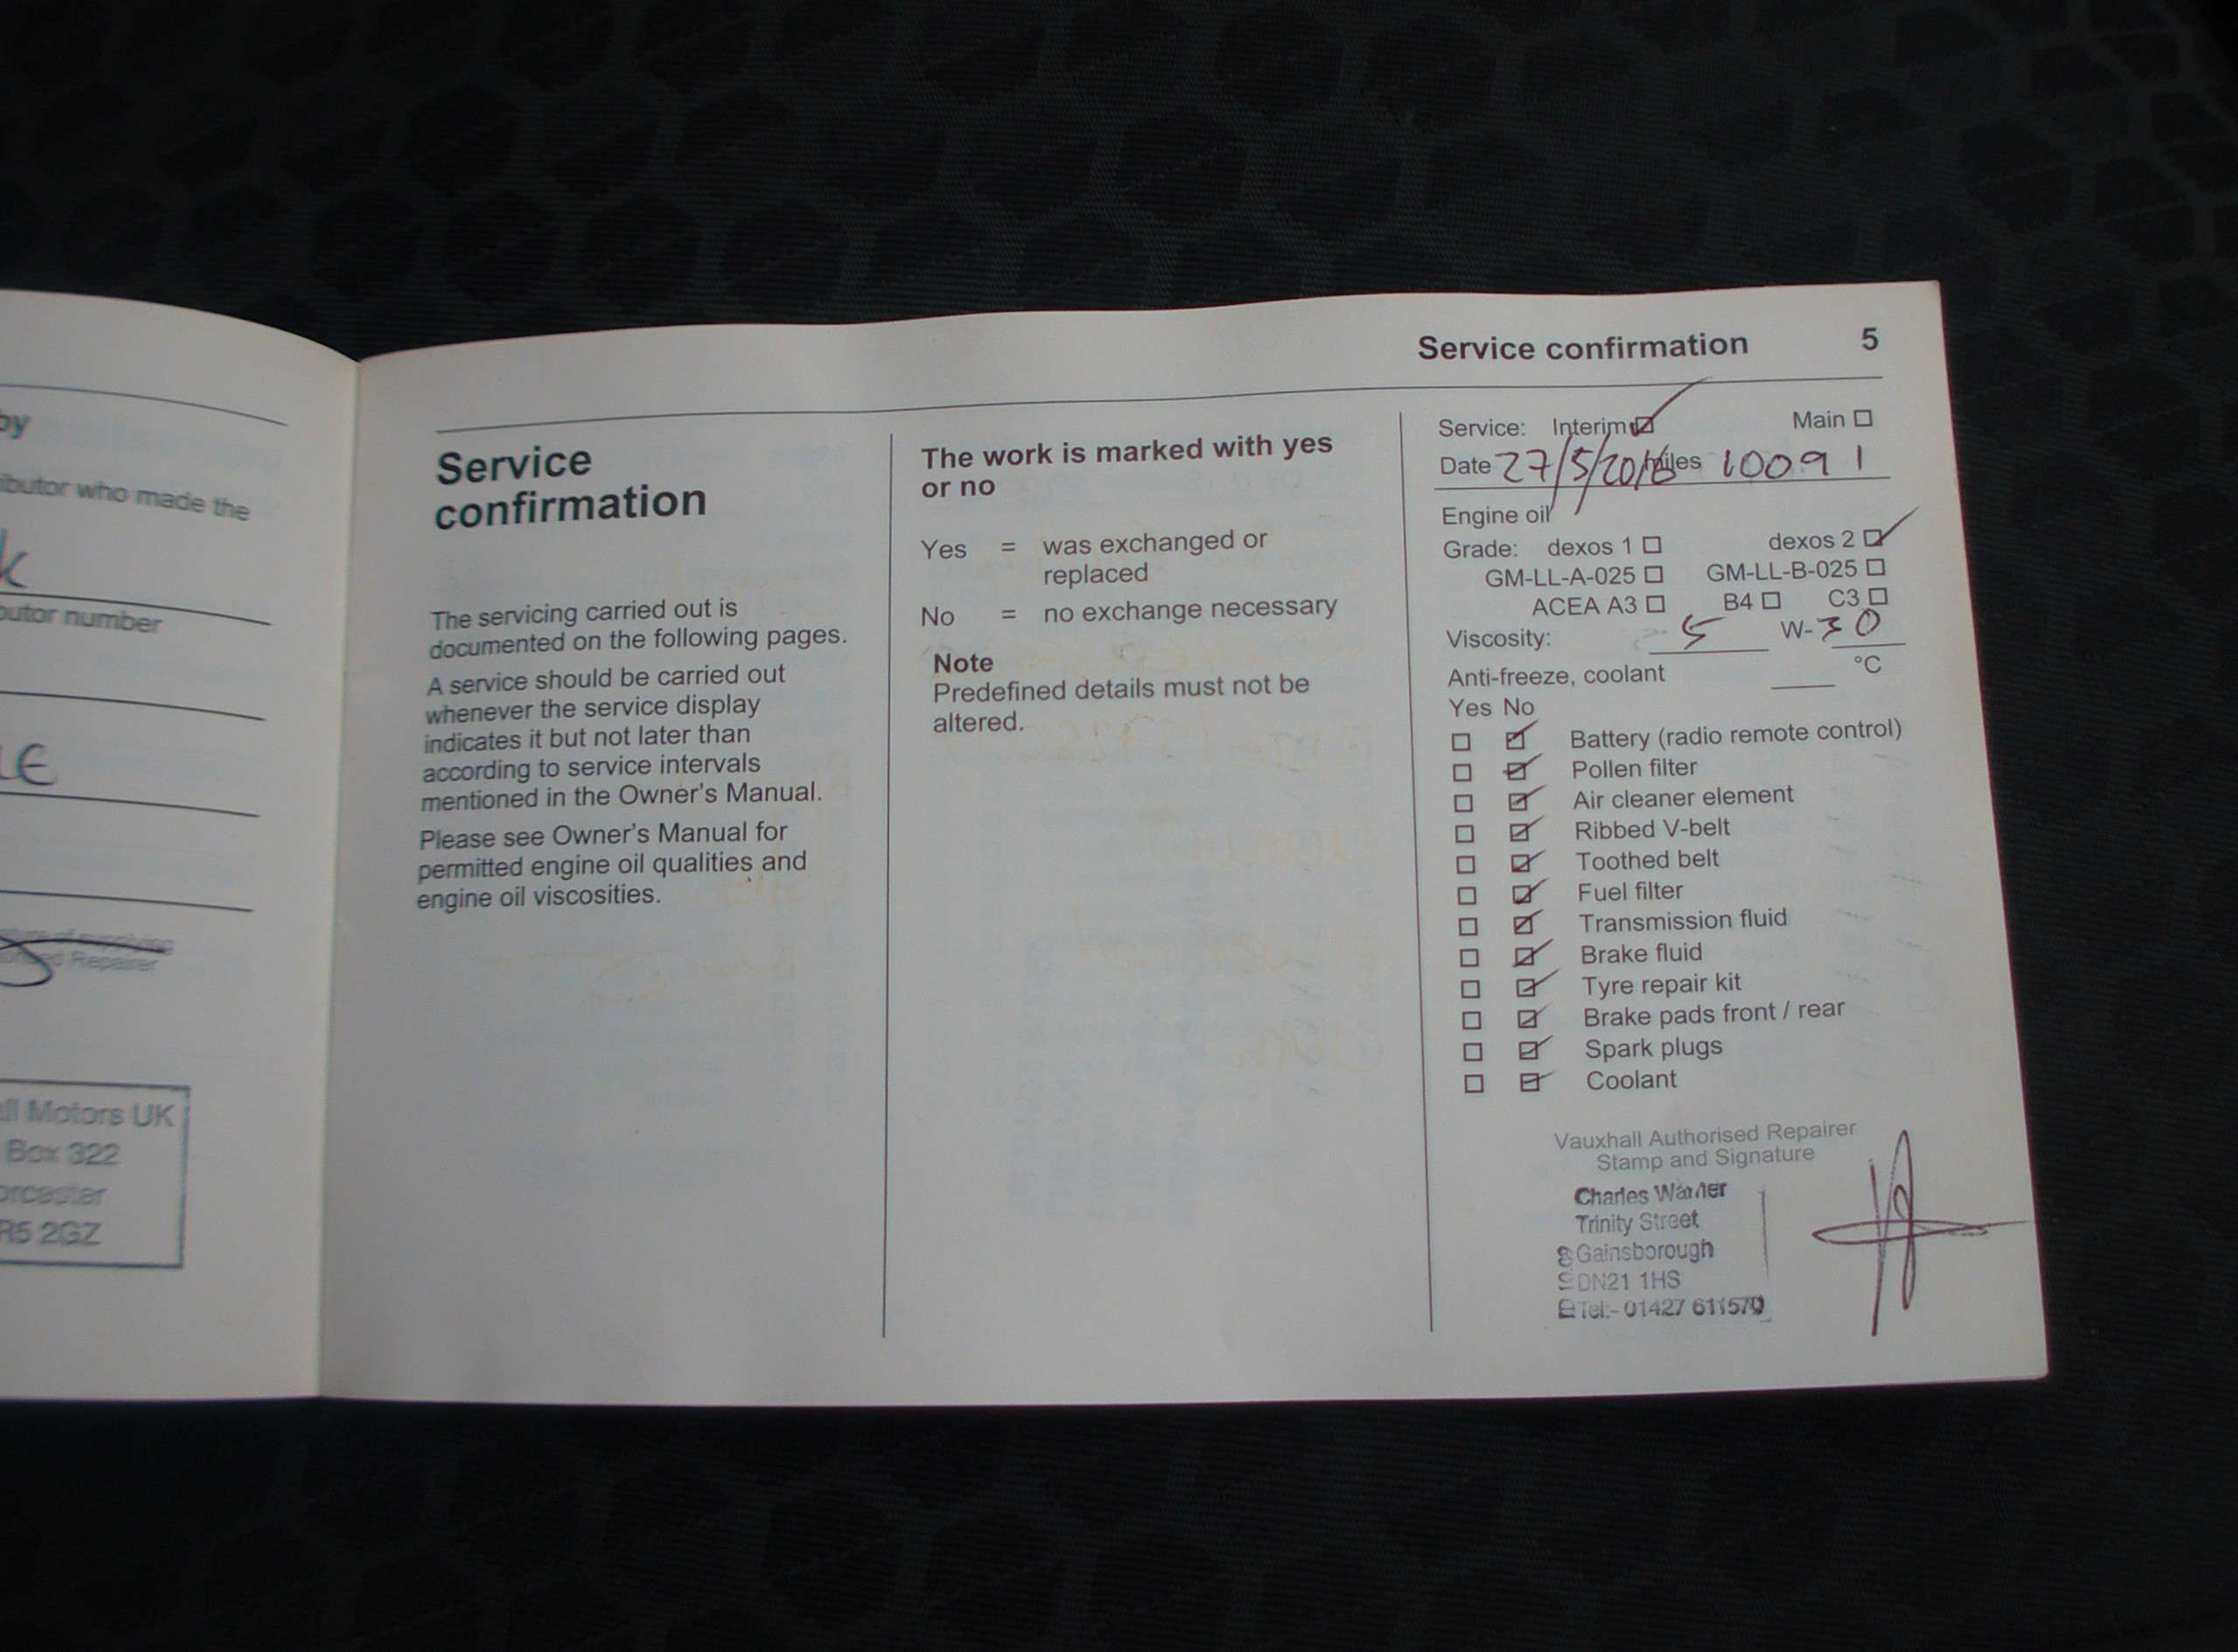 by
ibutor who made the
k
butor number
LE
ed Repairer
ll Motors UK
Box 322
orcester
R5 2GZ
Service confirmation 5
Service
confirmation
The servicing carried out is
documented on the following pages.
A service should be carried out
whenever the service display
indicates it but not later than
according to service intervals
mentioned in the Owner's Manual.
Please see Owner's Manual for
permitted engine oil qualities and
engine oil viscosities.
The work is marked with yes
or no
Yes = was exchanged or
replaced
No = no exchange necessary
Note
Predefined details must not be
altered.
Service: Interim Main
Date 27/5/2016 miles 10091
Engine oil
Grade: dexos 1 dexos 2
GM-LL-A-025 GM-LL-B-025
ACEA A3 B4 C3
Viscosity: 5 W-30
Anti-freeze, coolant °C
Yes No
Battery (radio remote control)
Pollen filter
Air cleaner element
Ribbed V-belt
Toothed belt
Fuel filter
Transmission fluid
Brake fluid
Tyre repair kit
Brake pads front / rear
Spark plugs
Coolant
Vauxhall Authorised Repairer
Stamp and Signature
Charles Warner
Trinity Street
Gainsborough
DN21 1HS
Tel:- 01427 611570